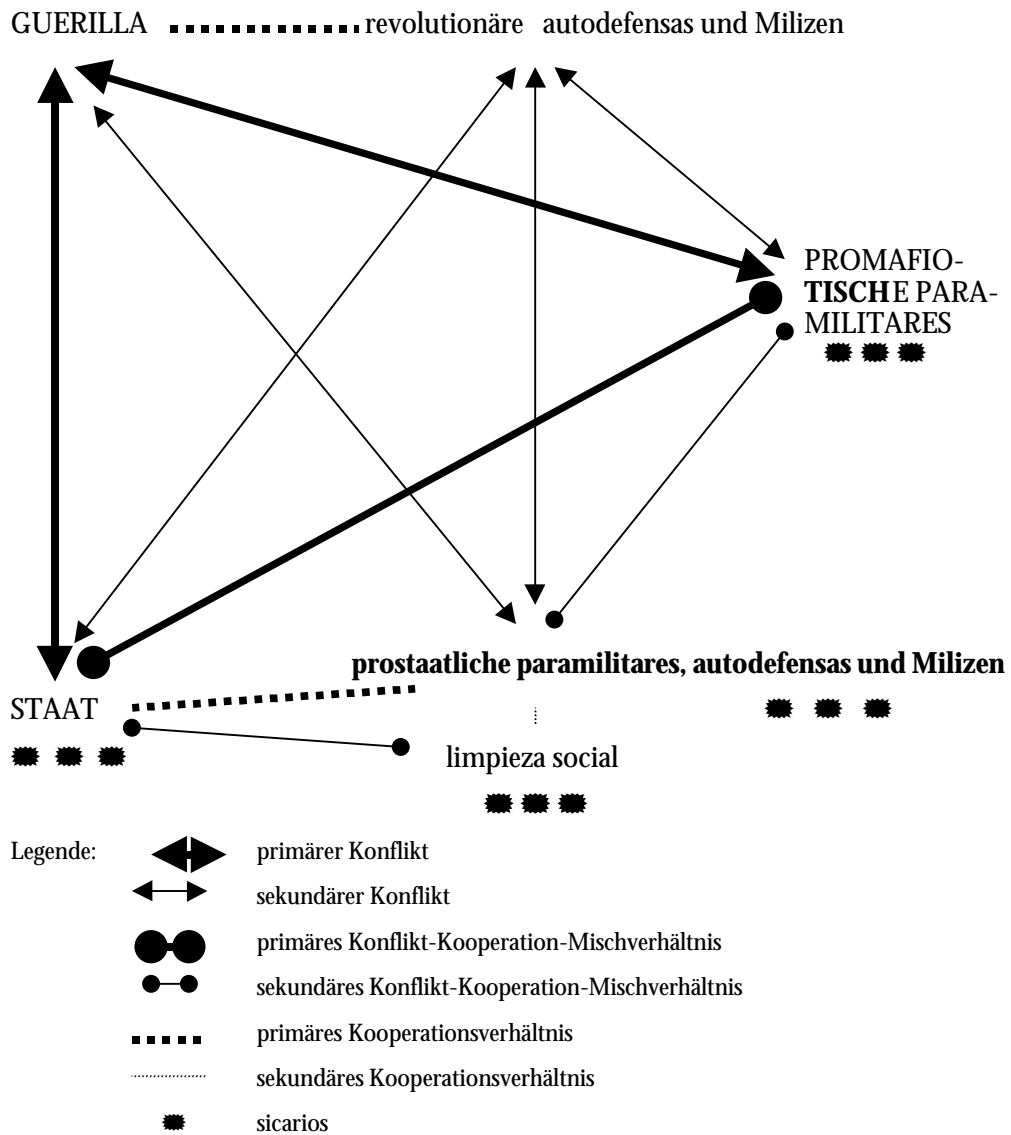 GUERILLA revolutionäre autodefensas und Milizen
PROMAFIO-
TISCHE PARA-
MILITARES
prostaatliche paramilitares, autodefensas und Milizen
STAAT
limpieza social
Legende: primärer Konflikt
sekundärer Konflikt
primäres Konflikt-Kooperation-Mischverhältnis
sekundäres Konflikt-Kooperation-Mischverhältnis
primäres Kooperationsverhältnis
sekundäres Kooperationsverhältnis
sicarios